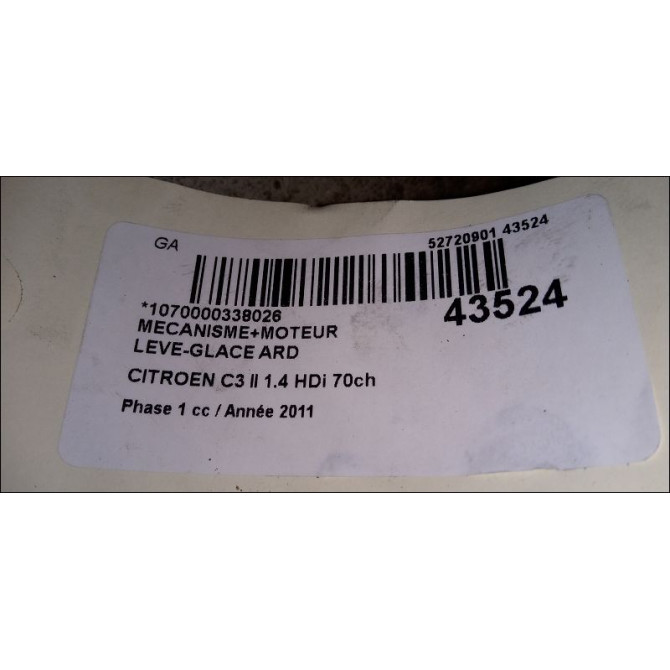 GA
52720901 43524
*1070000338026
43524
MECANISME+MOTEUR
LEVE-GLACE ARD
CITROEN C3 II 1.4 HDi 70ch
Phase 1 cc / Année 2011